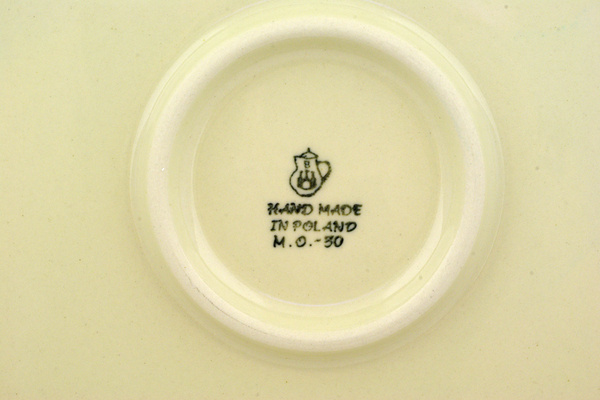 B
HAND MADE
IN POLAND
M.O.-30